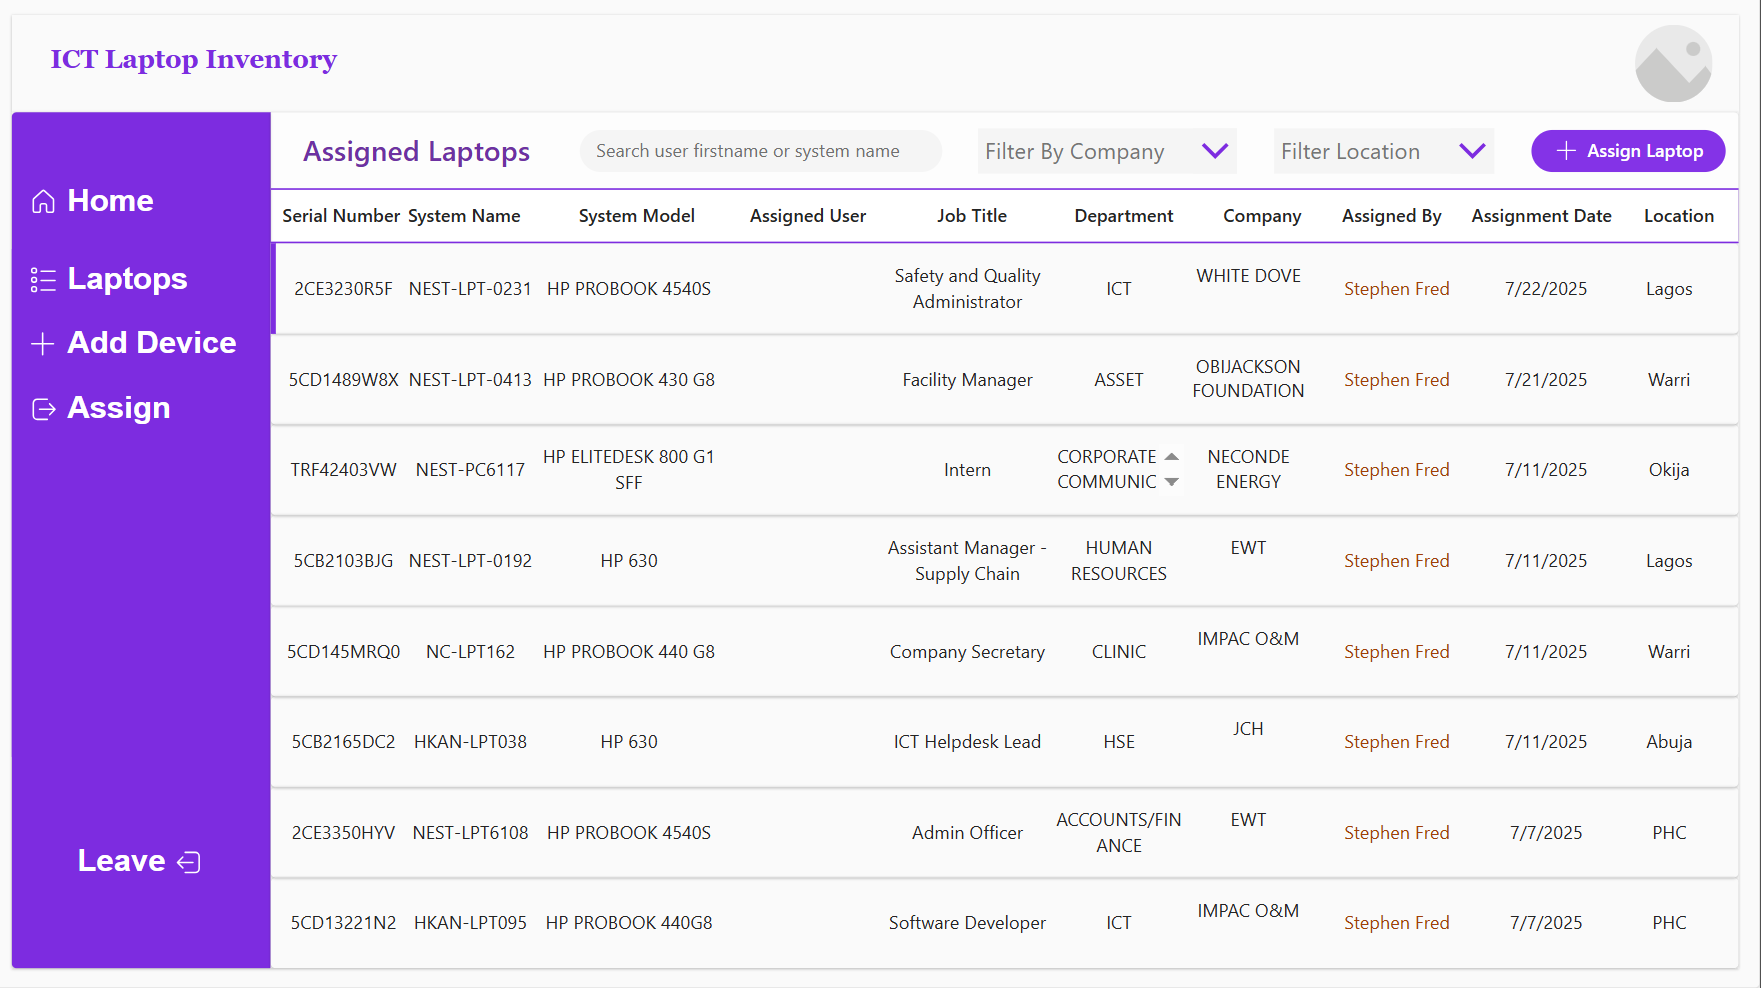 ICT Laptop Inventory
Home
Laptops
Add Device
Assign
Leave
Assigned Laptops
Search user firstname or system name
Filter By Company
Filter Location
Assign Laptop
Serial Number System Name System Model Assigned User Job Title Department Company Assigned By Assignment Date Location
2CE3230R5F NEST-LPT-0231 HP PROBOOK 4540S Safety and Quality Administrator ICT WHITE DOVE Stephen Fred 7/22/2025 Lagos
5CD1489W8X NEST-LPT-0413 HP PROBOOK 430 G8 Facility Manager ASSET OBIJACKSON FOUNDATION Stephen Fred 7/21/2025 Warri
TRF42403VW NEST-PC6117 HP ELITEDESK 800 G1 SFF Intern CORPORATE COMMUNIC NECONDE ENERGY Stephen Fred 7/11/2025 Okija
5CB2103BJG NEST-LPT-0192 HP 630 Assistant Manager - Supply Chain HUMAN RESOURCES EWT Stephen Fred 7/11/2025 Lagos
5CD145MRQ0 NC-LPT162 HP PROBOOK 440 G8 Company Secretary CLINIC IMPAC O&M Stephen Fred 7/11/2025 Warri
5CB2165DC2 HKAN-LPT038 HP 630 ICT Helpdesk Lead HSE JCH Stephen Fred 7/11/2025 Abuja
2CE3350HYV NEST-LPT6108 HP PROBOOK 4540S Admin Officer ACCOUNTS/FINANCE EWT Stephen Fred 7/7/2025 PHC
5CD13221N2 HKAN-LPT095 HP PROBOOK 440G8 Software Developer ICT IMPAC O&M Stephen Fred 7/7/2025 PHC